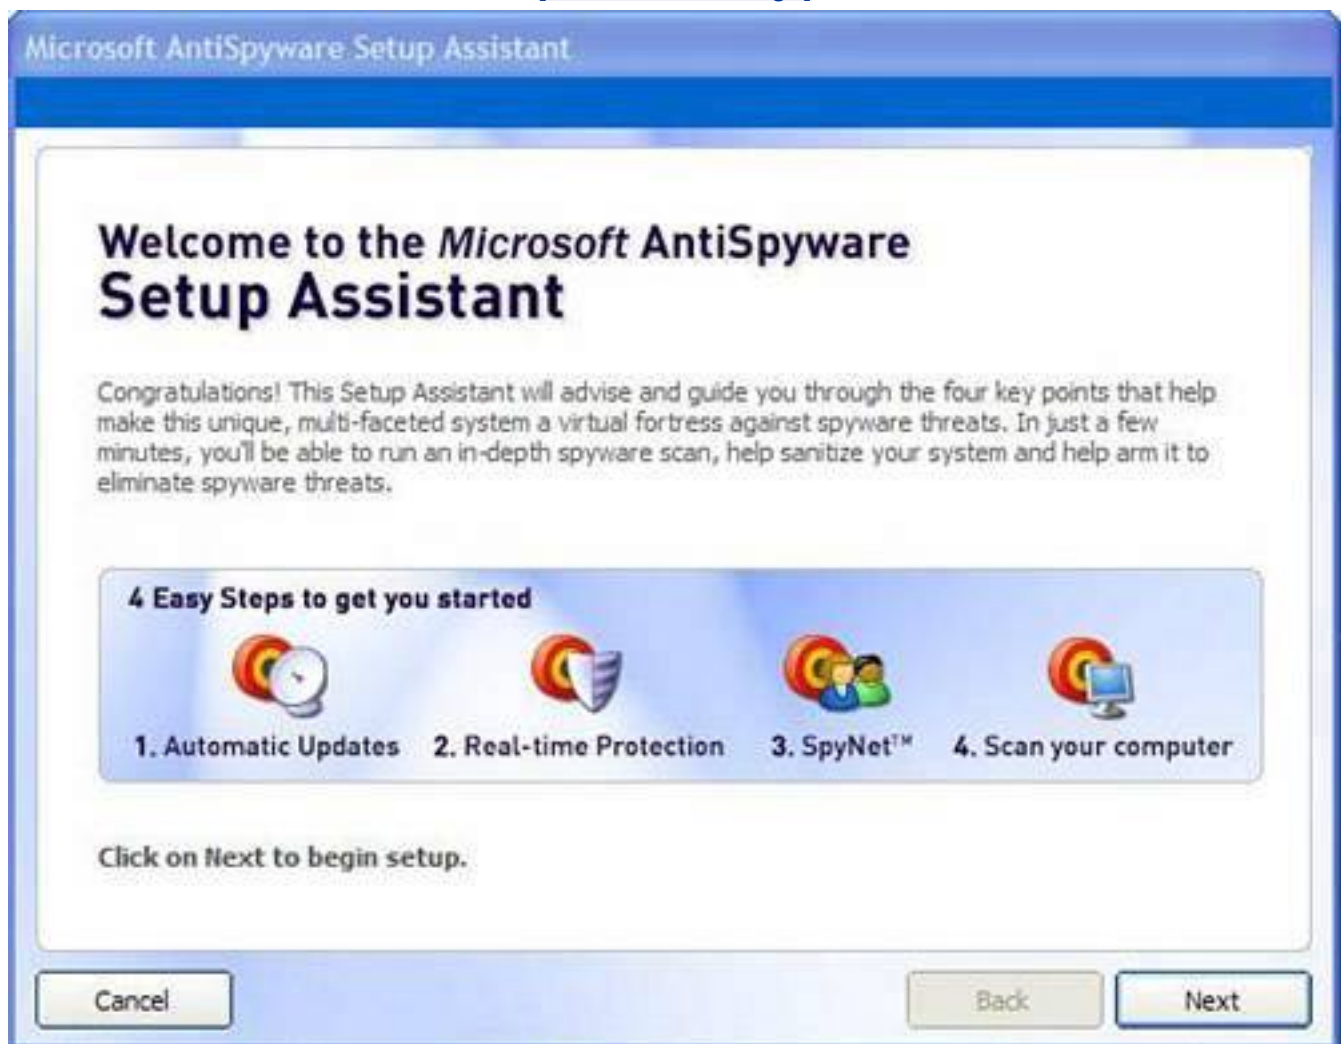 Microsoft AntiSpyware Setup Assistant
Welcome to the Microsoft AntiSpyware
Setup Assistant
Congratulations! This Setup Assistant will advise and guide you through the four key points that help
make this unique, multi-faceted system a virtual fortress against spyware threats. In just a few
minutes, you'll be able to run an in-depth spyware scan, help sanitize your system and help arm it to
eliminate spyware threats.
4 Easy Steps to get you started
1. Automatic Updates 2. Real-time Protection 3. SpyNet™ 4. Scan your computer
Click on Next to begin setup.
Cancel Back Next